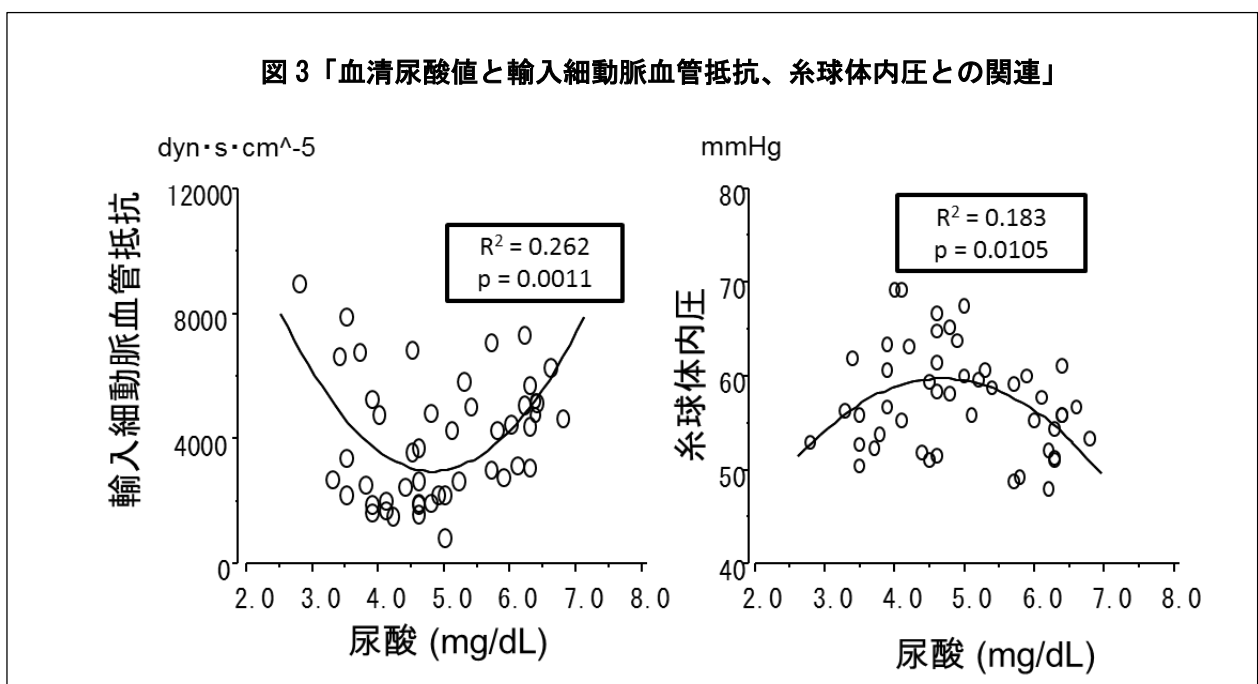 図3「血清尿酸値と輸入細動脈血管抵抗、糸球体内圧との関連」
dyn・s・cm^-5
輸入細動脈血管抵抗
12000
8000
4000
0
R² = 0.262
p = 0.0011
2.0 3.0 4.0 5.0 6.0 7.0 8.0
尿酸 (mg/dL)
mmHg
糸球体内圧
80
70
60
50
40
R² = 0.183
p = 0.0105
2.0 3.0 4.0 5.0 6.0 7.0 8.0
尿酸 (mg/dL)